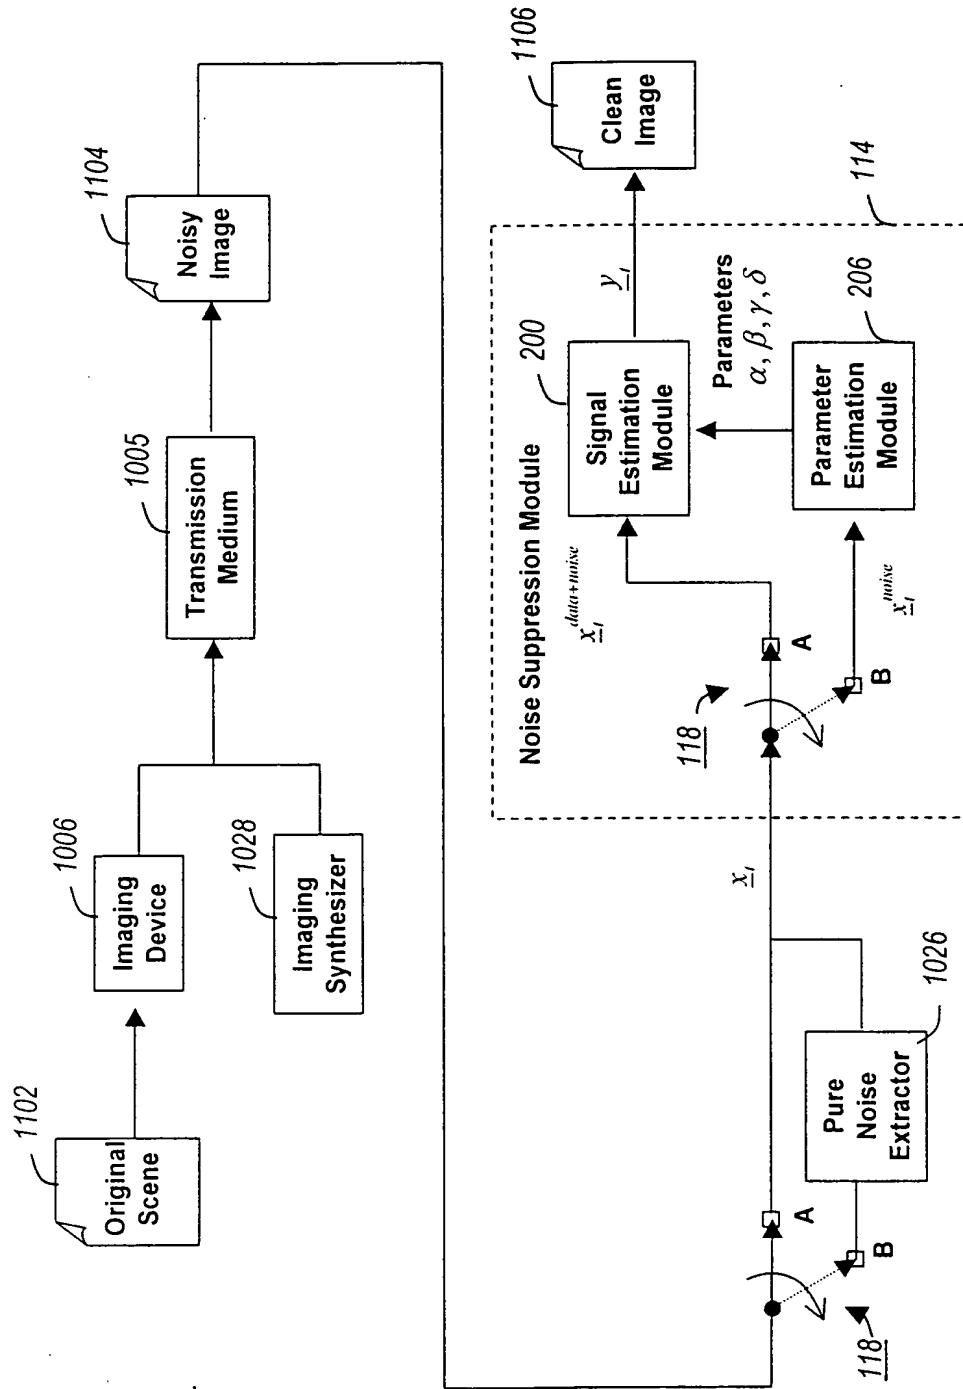 1102
Original
Scene
1006
Imaging
Device
1028
Imaging
Synthesizer
1005
Transmission
Medium
1104
Noisy
Image
118
A
B
Pure
Noise
Extractor
1026
x_t
Noise Suppression Module
118
A
B
x_t^{data+noise}
x_t^{noise}
200
Signal
Estimation
Module
Parameters
α, β, γ, δ
Parameter
Estimation
Module
206
y_t
114
1106
Clean
Image